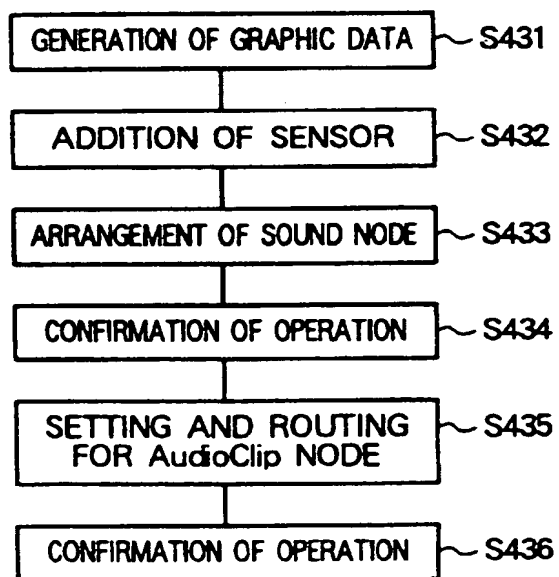 GENERATION OF GRAPHIC DATA ~ S431
ADDITION OF SENSOR ~ S432
ARRANGEMENT OF SOUND NODE ~ S433
CONFIRMATION OF OPERATION ~ S434
SETTING AND ROUTING ~ S435
FOR AudioClip NODE
CONFIRMATION OF OPERATION ~ S436